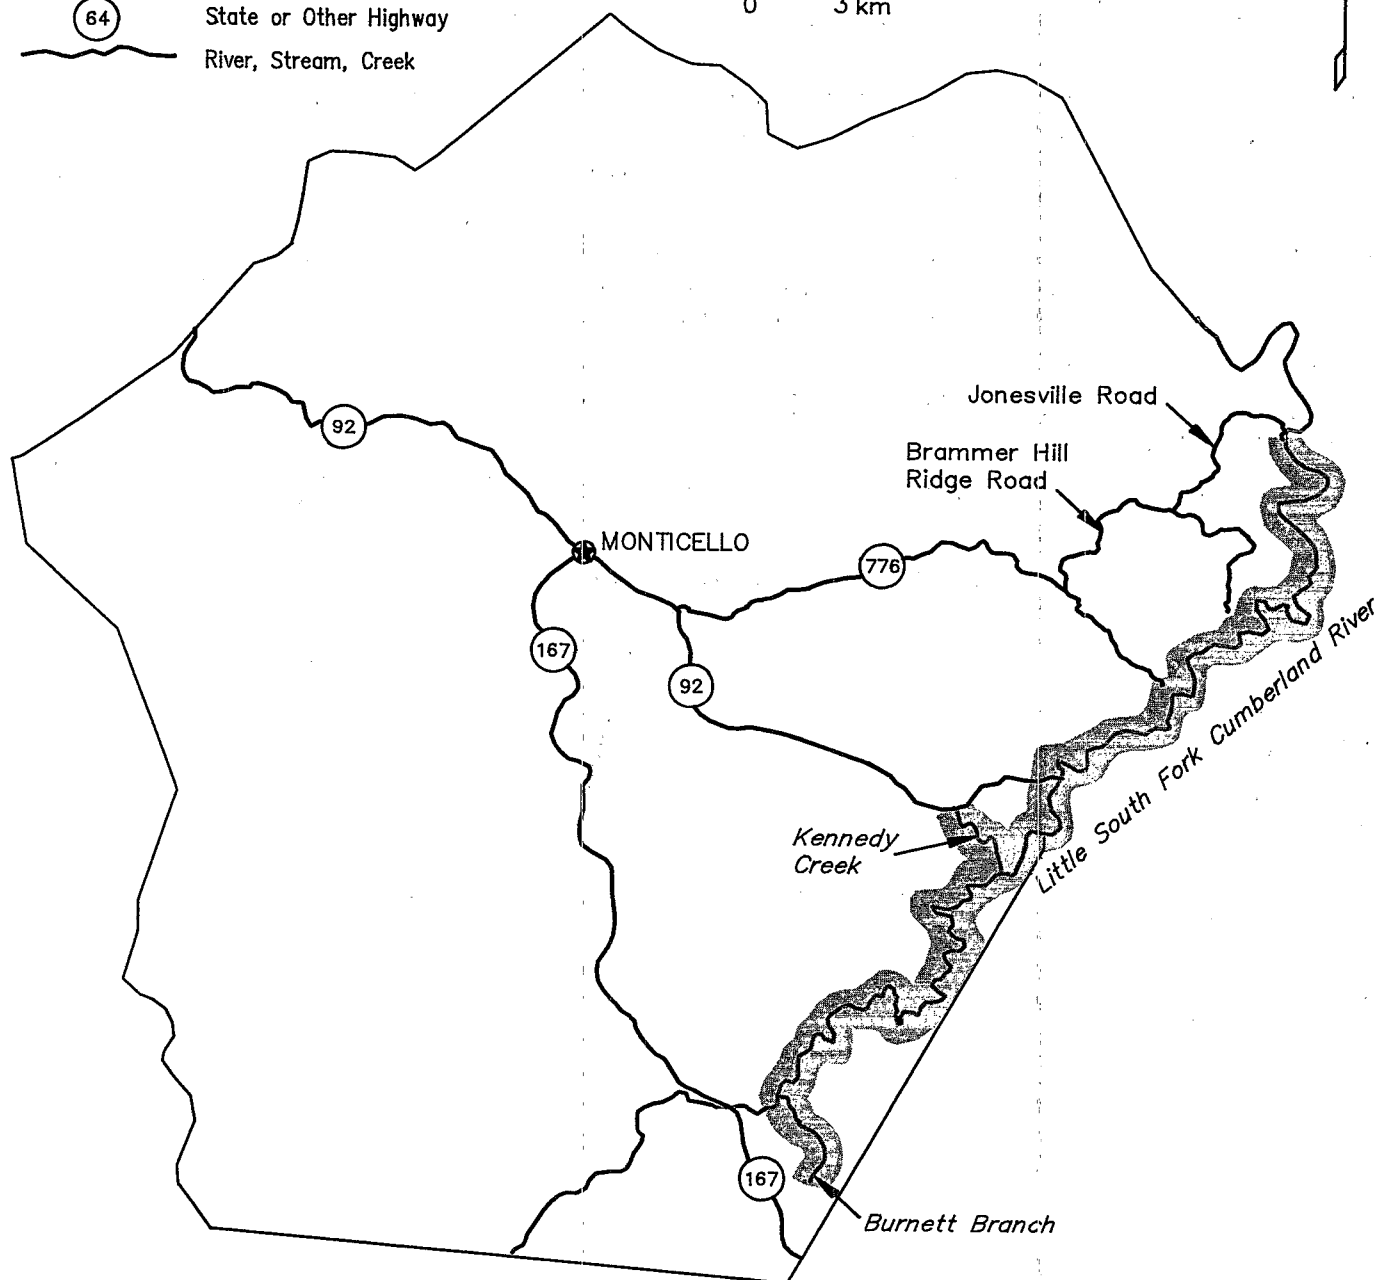 64
State or Other Highway
0 3 km
River, Stream, Creek
Jonesville Road
92
Brammer Hill
Ridge Road
MONTICELLO
776
167
92
Little South Fork Cumberland River
Kennedy
Creek
167
Burnett Branch